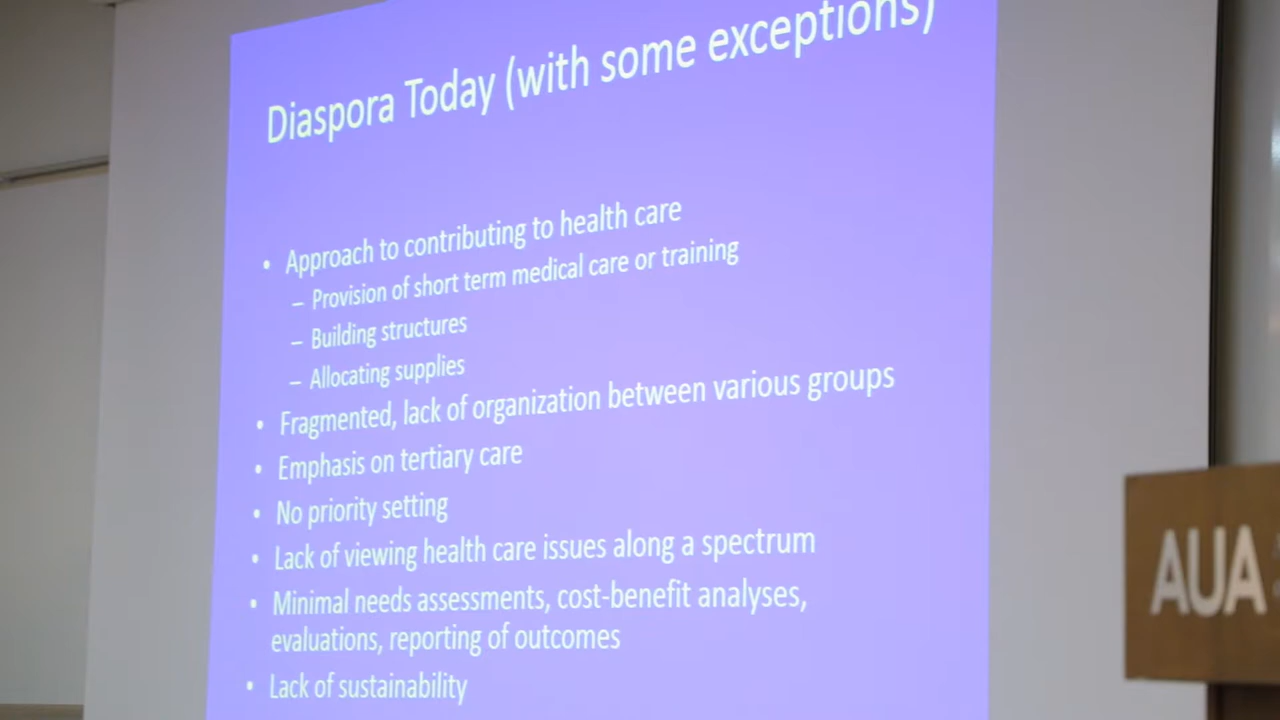 Diaspora Today (with some exceptions)
• Approach to contributing to health care
– Provision of short term medical care or training
– Building structures
– Allocating supplies
• Fragmented, lack of organization between various groups
• Emphasis on tertiary care
• No priority setting
• Lack of viewing health care issues along a spectrum
• Minimal needs assessments, cost-benefit analyses,
evaluations, reporting of outcomes
• Lack of sustainability
AUA